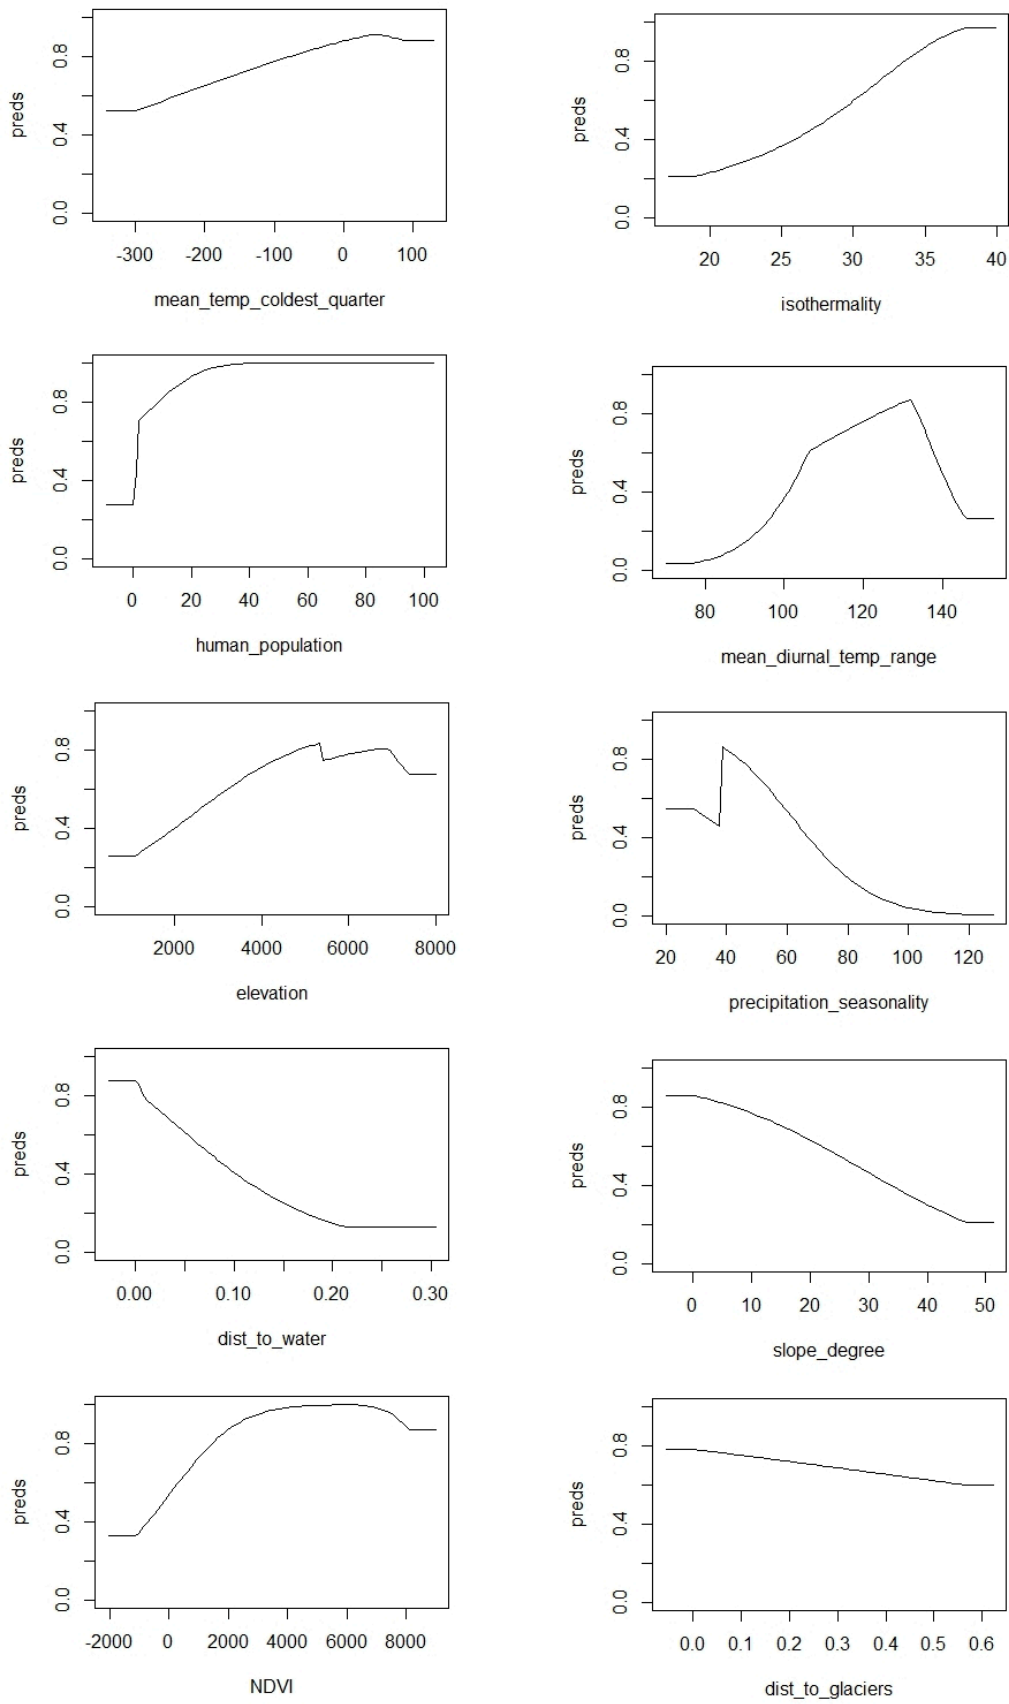 preds
0.0 0.4 0.8
-300 -200 -100 0 100
mean_temp_coldest_quarter
preds
0.0 0.4 0.8
20 25 30 35 40
isothermality
preds
0.0 0.4 0.8
0 20 40 60 80 100
human_population
preds
0.0 0.4 0.8
80 100 120 140
mean_diurnal_temp_range
preds
0.0 0.4 0.8
2000 4000 6000 8000
elevation
preds
0.0 0.4 0.8
20 40 60 80 100 120
precipitation_seasonality
preds
0.0 0.4 0.8
0.00 0.10 0.20 0.30
dist_to_water
preds
0.0 0.4 0.8
0 10 20 30 40 50
slope_degree
preds
0.0 0.4 0.8
-2000 0 2000 4000 6000 8000
NDVI
preds
0.0 0.4 0.8
0.0 0.1 0.2 0.3 0.4 0.5 0.6
dist_to_glaciers